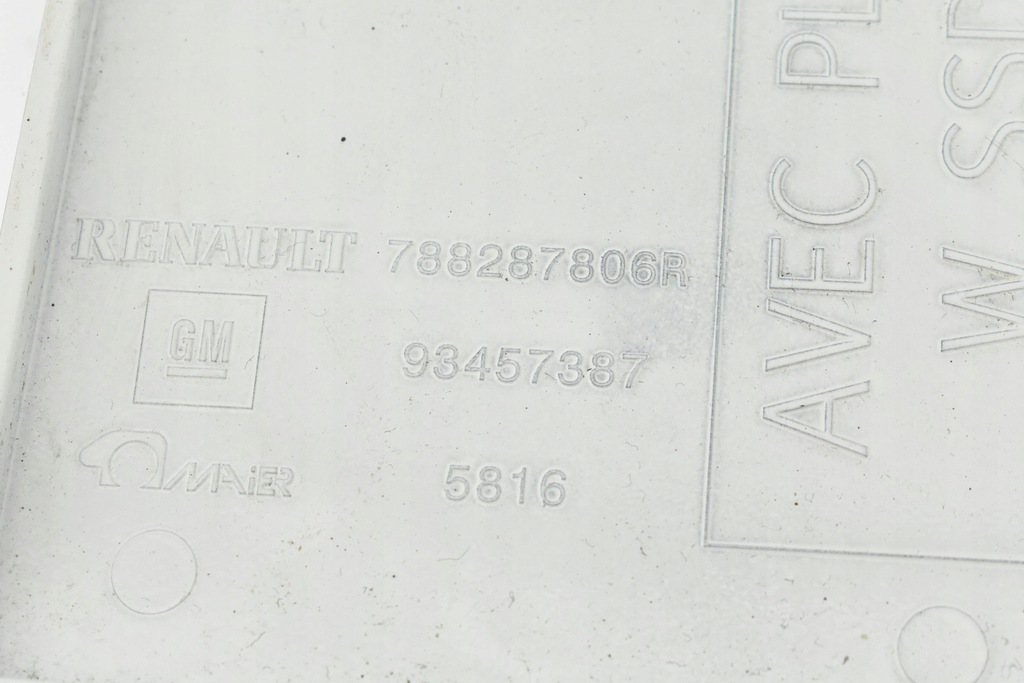 RENAULT 788287806R
GM 93457387
MAIER 5816
AVEC PL
W SSD